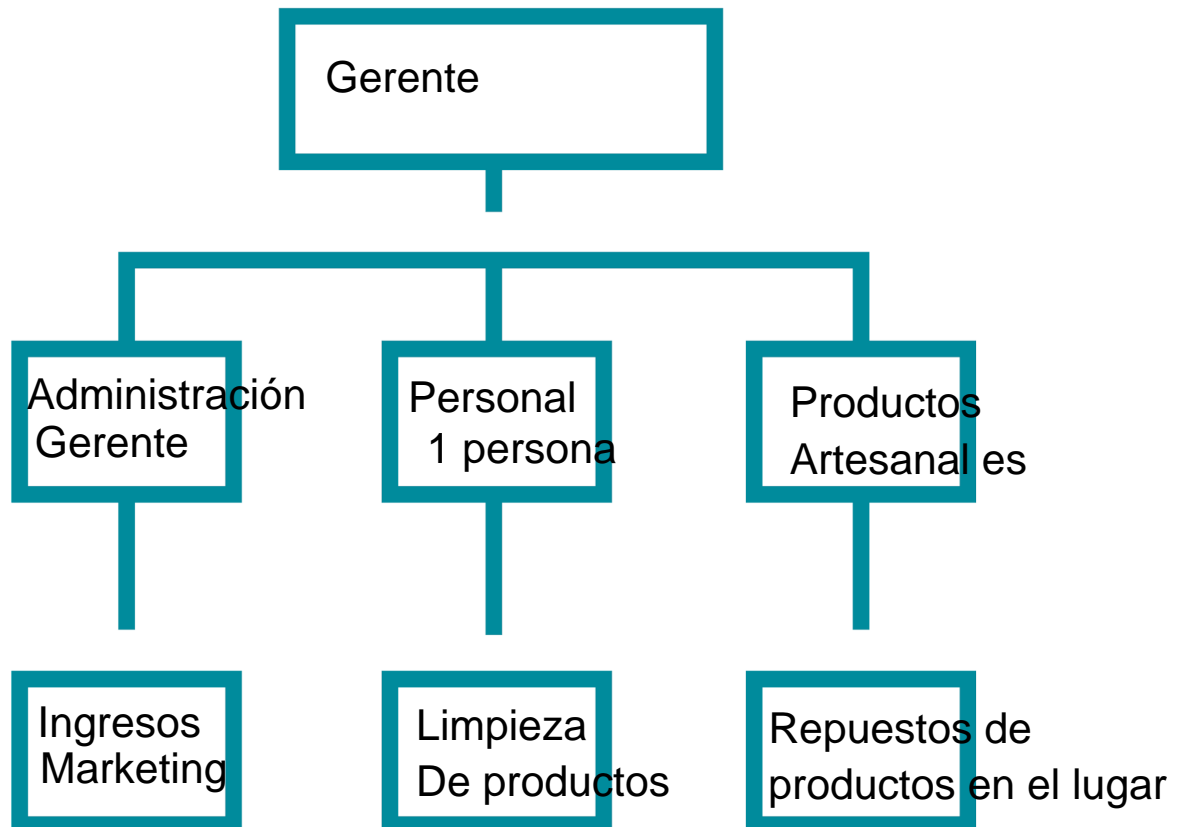 Gerente
Administración
Gerente
Personal
1 persona
Productos
Artesanal es
Ingresos
Marketing
Limpieza
De productos
Repuestos de
productos en el lugar